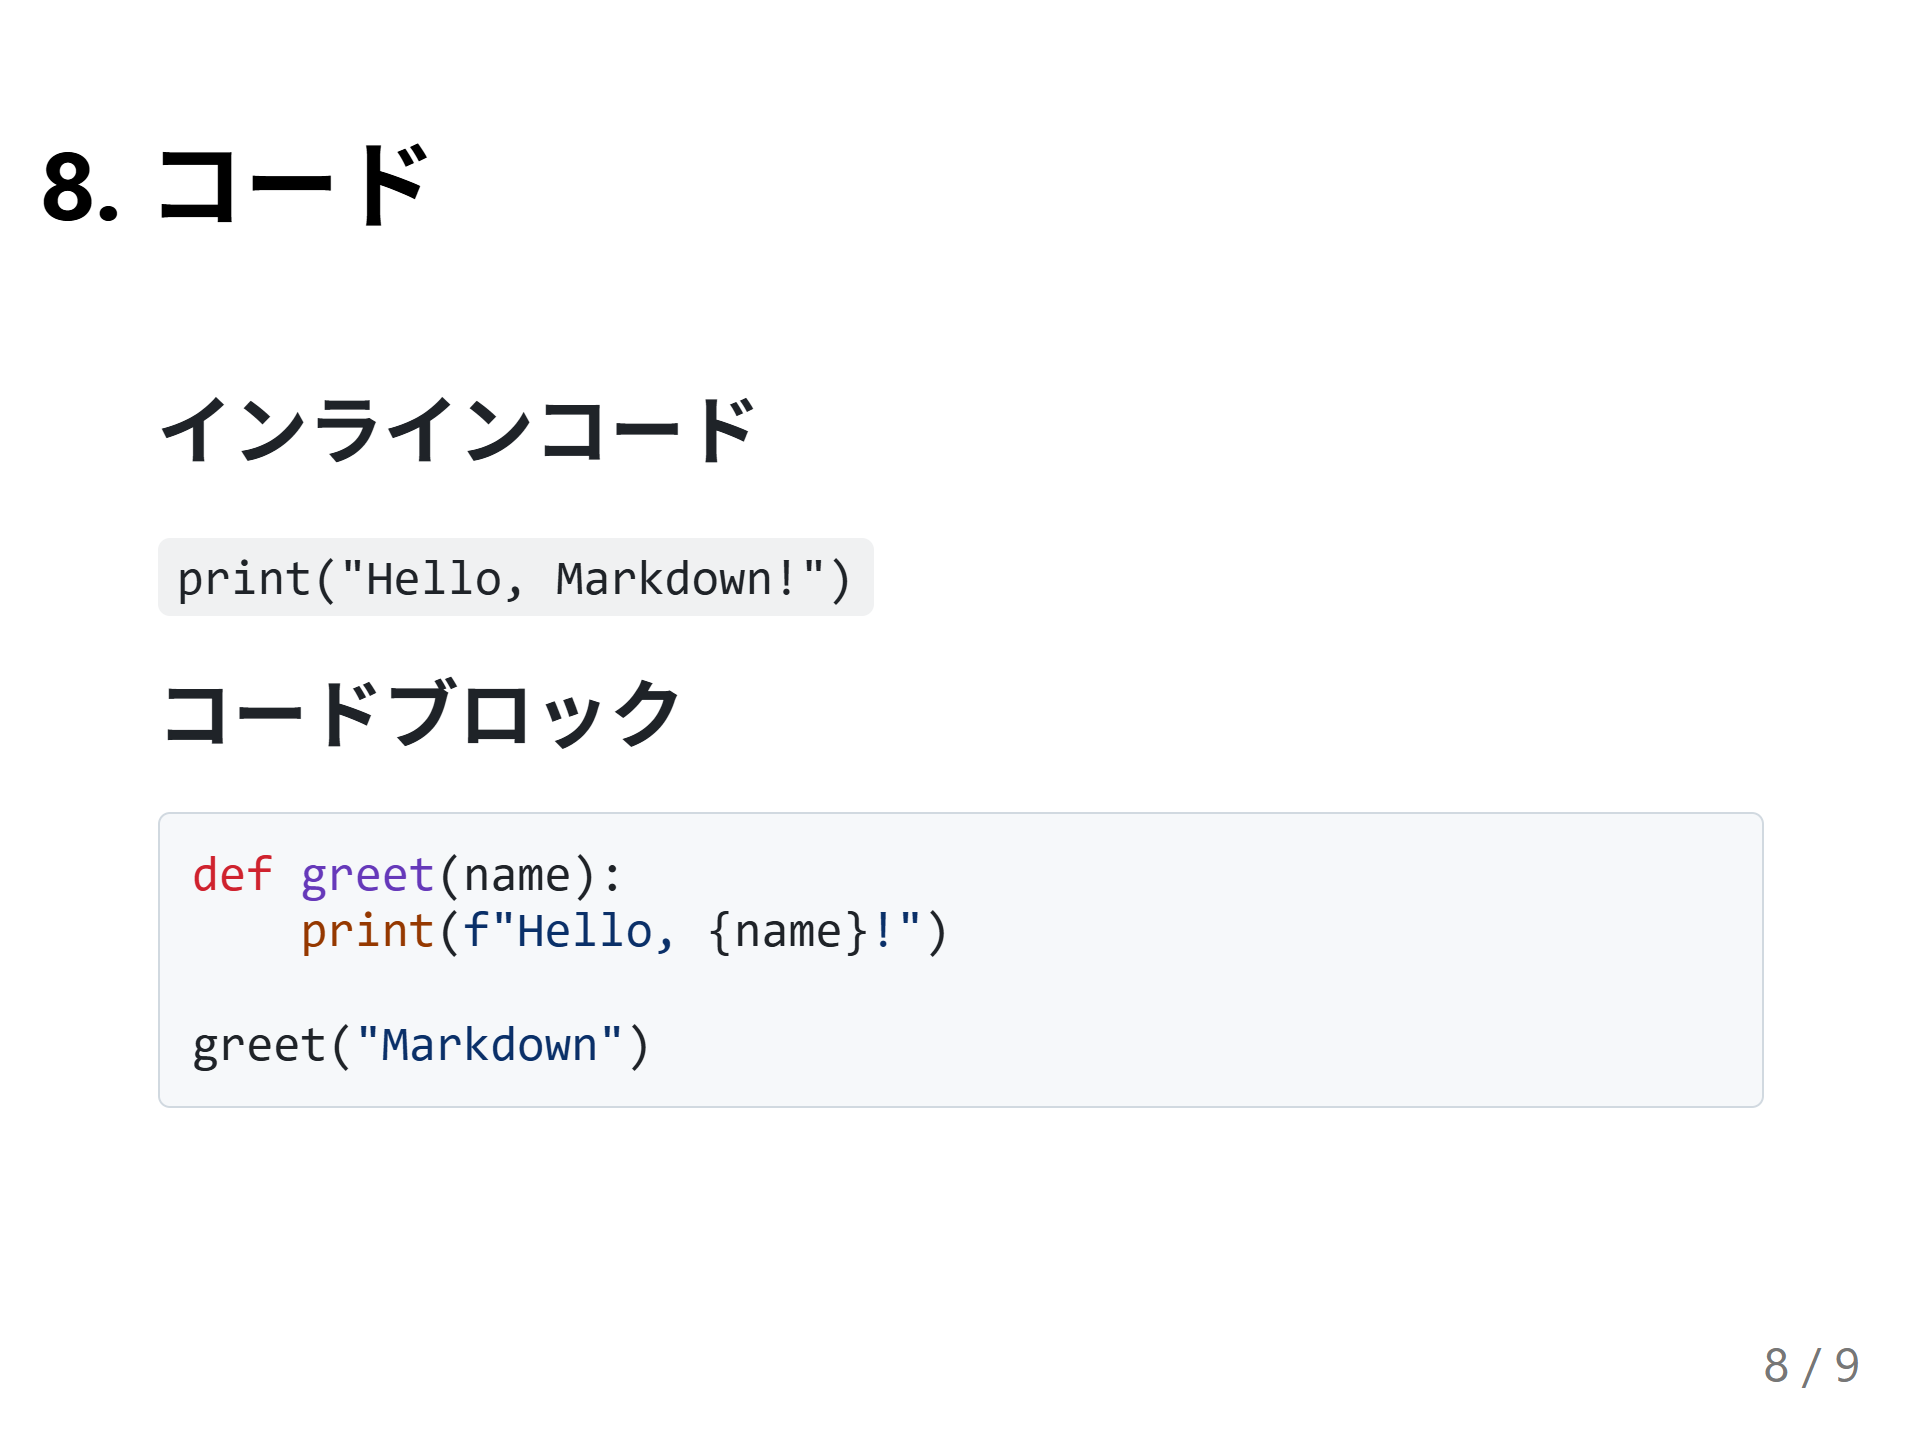 8. コード
インラインコード
print("Hello, Markdown!")
コードブロック
def greet(name):
    print(f"Hello, {name}!")

greet("Markdown")
8 / 9